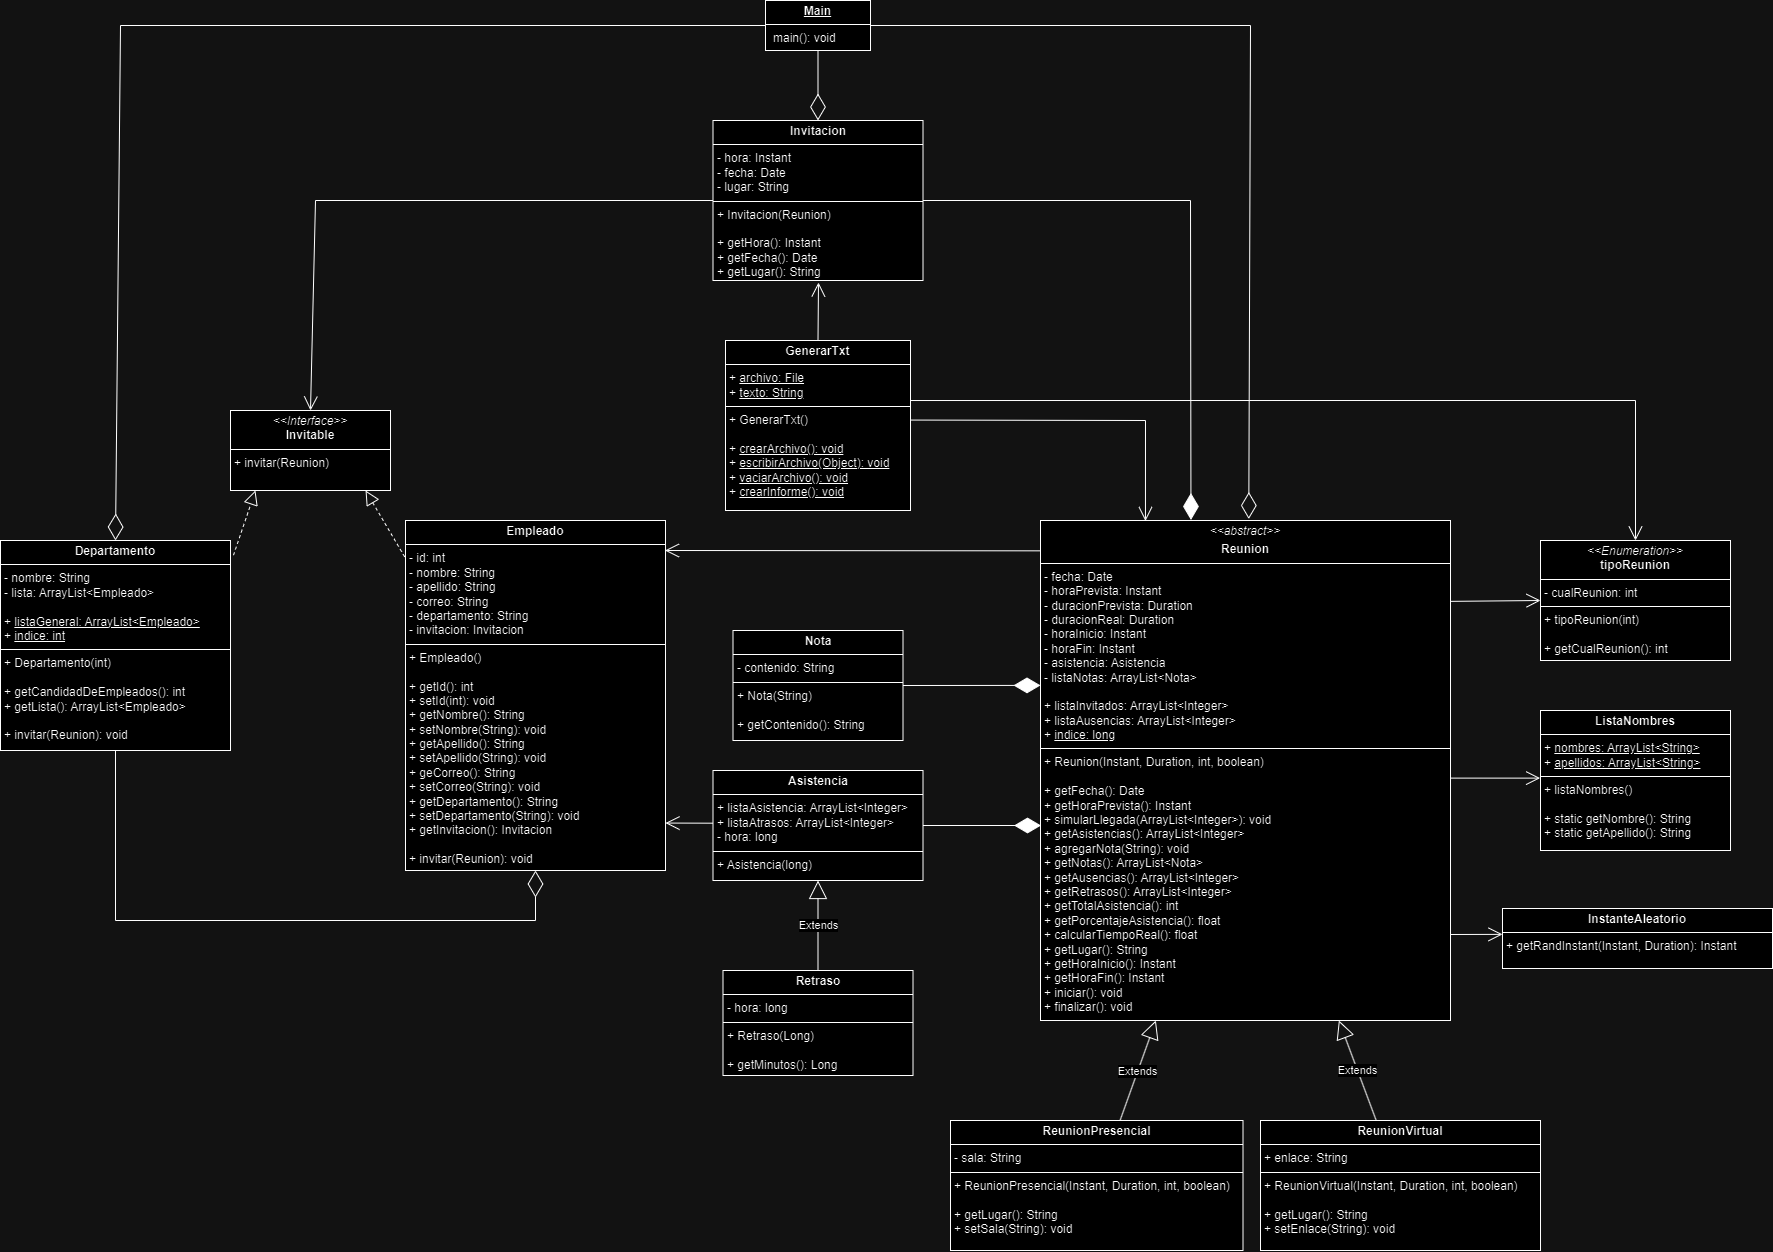 Main
main(): void
Invitacion
- hora: Instant
- fecha: Date
- lugar: String
+ Invitacion(Reunion)
+ getHora(): Instant
+ getFecha(): Date
+ getLugar(): String
GenerarTxt
+ archivo: File
+ texto: String
+ GenerarTxt()
+ crearArchivo(): void
+ escribirArchivo(Object): void
+ vaciarArchivo(): void
+ crearInforme(): void
<<Interface>>
Invitable
+ invitar(Reunion)
Departamento
- nombre: String
- lista: ArrayList<Empleado>
+ listaGeneral: ArrayList<Empleado>
+ indice: int
+ Departamento(int)
+ getCandidadDeEmpleados(): int
+ getLista(): ArrayList<Empleado>
+ invitar(Reunion): void
Empleado
- id: int
- nombre: String
- apellido: String
- correo: String
- departamento: String
- invitacion: Invitacion
+ Empleado()
+ getId(): int
+ setId(int): void
+ getNombre(): String
+ setNombre(String): void
+ getApellido(): String
+ setApellido(String): void
+ geCorreo(): String
+ setCorreo(String): void
+ getDepartamento(): String
+ setDepartamento(String): void
+ getInvitacion(): Invitacion
+ invitar(Reunion): void
Nota
- contenido: String
+ Nota(String)
+ getContenido(): String
Asistencia
+ listaAsistencia: ArrayList<Integer>
+ listaAtrasos: ArrayList<Integer>
- hora: long
+ Asistencia(long)
Extends
Retraso
- hora: long
+ Retraso(Long)
+ getMinutos(): Long
<<abstract>>
Reunion
- fecha: Date
- horaPrevista: Instant
- duracionPrevista: Duration
- duracionReal: Duration
- horaInicio: Instant
- horaFin: Instant
- asistencia: Asistencia
- listaNotas: ArrayList<Nota>
+ listaInvitados: ArrayList<Integer>
+ listaAusencias: ArrayList<Integer>
+ indice: long
+ Reunion(Instant, Duration, int, boolean)
+ getFecha(): Date
+ getHoraPrevista(): Instant
+ simularLlegada(ArrayList<Integer>): void
+ getAsistencias(): ArrayList<Integer>
+ agregarNota(String): void
+ getNotas(): ArrayList<Nota>
+ getAusencias(): ArrayList<Integer>
+ getRetrasos(): ArrayList<Integer>
+ getTotalAsistencia(): int
+ getPorcentajeAsistencia(): float
+ calcularTiempoReal(): float
+ getLugar(): String
+ getHoraInicio(): Instant
+ getHoraFin(): Instant
+ iniciar(): void
+ finalizar(): void
<<Enumeration>>
tipoReunion
- cualReunion: int
+ tipoReunion(int)
+ getCualReunion(): int
ListaNombres
+ nombres: ArrayList<String>
+ apellidos: ArrayList<String>
+ listaNombres()
+ static getNombre(): String
+ static getApellido(): String
InstanteAleatorio
+ getRandInstant(Instant, Duration): Instant
Extends
Extends
ReunionPresencial
- sala: String
+ ReunionPresencial(Instant, Duration, int, boolean)
+ getLugar(): String
+ setSala(String): void
ReunionVirtual
+ enlace: String
+ ReunionVirtual(Instant, Duration, int, boolean)
+ getLugar(): String
+ setEnlace(String): void